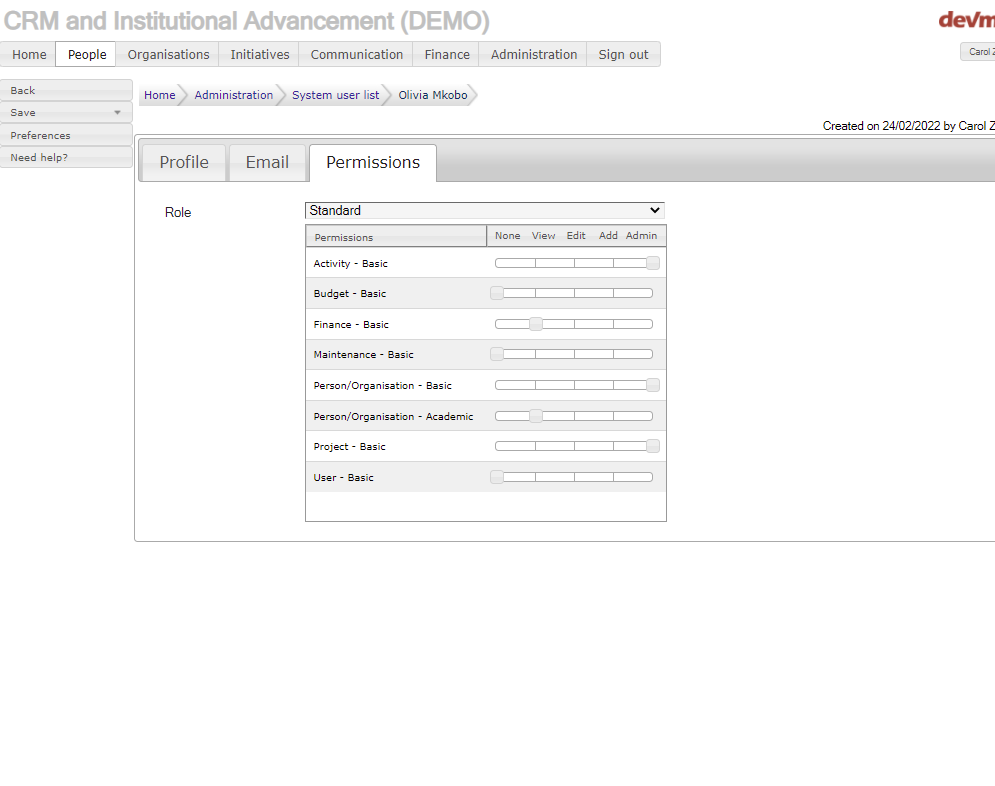 CRM and Institutional Advancement (DEMO)
devm
Home People Organisations Initiatives Communication Finance Administration Sign out
Carol Z
Back
Save
Preferences
Need help?
Home Administration System user list Olivia Mkobo
Created on 24/02/2022 by Carol Z
Profile Email Permissions
Role Standard
Permissions None View Edit Add Admin
Activity - Basic
Budget - Basic
Finance - Basic
Maintenance - Basic
Person/Organisation - Basic
Person/Organisation - Academic
Project - Basic
User - Basic